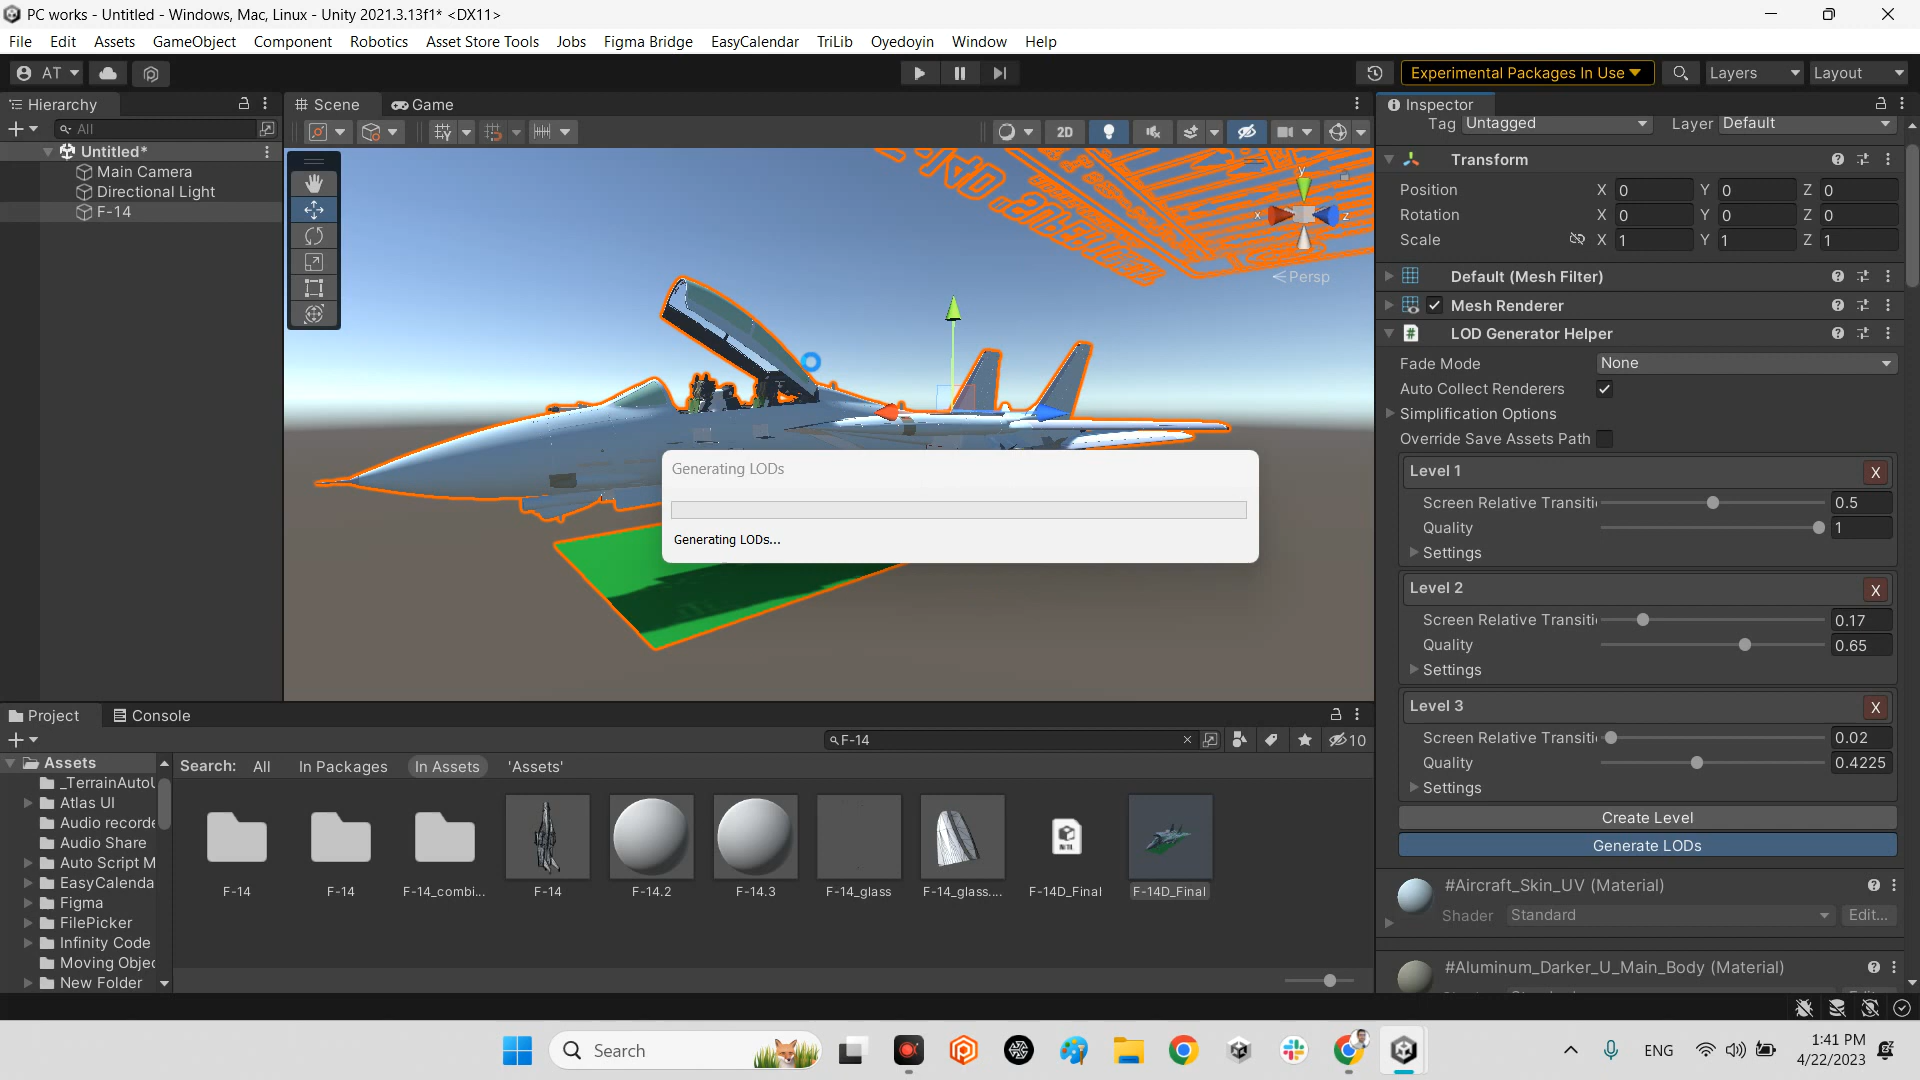 PC works - Untitled - Windows, Mac, Linux - Unity 2021.3.13f1* <DX11>
File Edit Assets GameObject Component Robotics Asset Store Tools Jobs Figma Bridge EasyCalendar TriLib Oyedoyin Window Help
AT Experimental Packages In Use Layers Layout
Hierarchy Scene Game Inspector
All 2D Tag Untagged Layer Default
Untitled*
Main Camera
Directional Light
F-14
y
x z
Persp
Transform
Position X 0 Y 0 Z 0
Rotation X 0 Y 0 Z 0
Scale X 1 Y 1 Z 1
Default (Mesh Filter)
Mesh Renderer
# LOD Generator Helper
Fade Mode None
Auto Collect Renderers
Simplification Options
Override Save Assets Path
Level 1 X
Screen Relative Transiti 0.5
Quality 1
Settings
Level 2 X
Screen Relative Transiti 0.17
Quality 0.65
Settings
Level 3 X
Screen Relative Transiti 0.02
Quality 0.4225
Settings
Create Level
Generate LODs
#Aircraft_Skin_UV (Material)
Shader Standard Edit...
#Aluminum_Darker_U_Main_Body (Material)
Generating LODs
Generating LODs...
Project Console
F-14 10
Assets Search: All In Packages In Assets 'Assets'
_TerrainAutoU
Atlas UI
Audio recorde
Audio Share
Auto Script M
EasyCalenda
Figma
FilePicker
Infinity Code
Moving Objec
New Folder
F-14 F-14 F-14_combi... F-14 F-14.2 F-14.3 F-14_glass F-14_glass.... F-14D_Final F-14D_Final
Search ENG 1:41 PM
4/22/2023